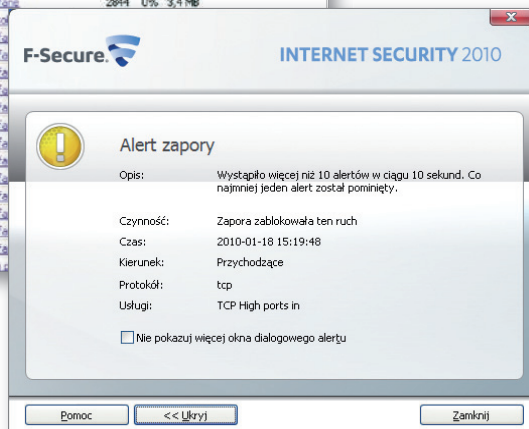 2844 0% 3,4 MB
F-Secure. INTERNET SECURITY 2010
Alert zapory
Opis: Wystąpiło więcej niż 10 alertów w ciągu 10 sekund. Co
najmniej jeden alert został pominięty.
Czynność: Zapora zablokowała ten ruch
Czas: 2010-01-18 15:19:48
Kierunek: Przychodzące
Protokół: tcp
Usługi: TCP High ports in
Nie pokazuj więcej okna dialogowego alertu
Pomoc << Ukryj Zamknij